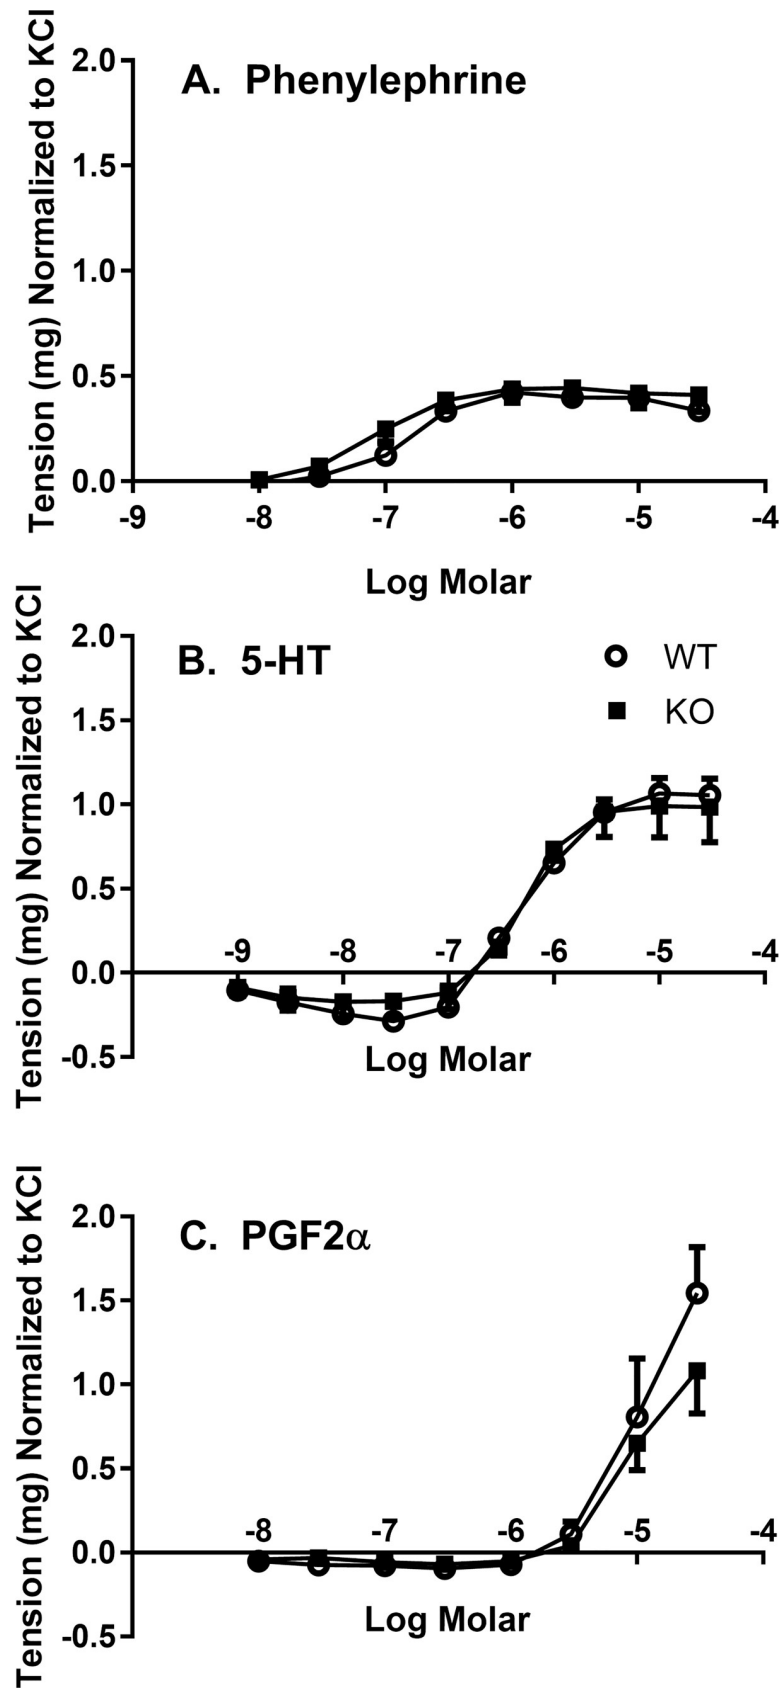 Tension (mg) Normalized to KCl
A. Phenylephrine
2.0
1.5
1.0
0.5
0.0
-9 -8 -7 -6 -5 -4
Log Molar
Tension (mg) Normalized to KCl
B. 5-HT
WT
KO
2.0
1.5
1.0
0.5
0.0
-0.5
-9 -8 -7 -6 -5 -4
Log Molar
Tension (mg) Normalized to KCl
C. PGF2α
2.0
1.5
1.0
0.5
0.0
-0.5
-8 -7 -6 -5 -4
Log Molar